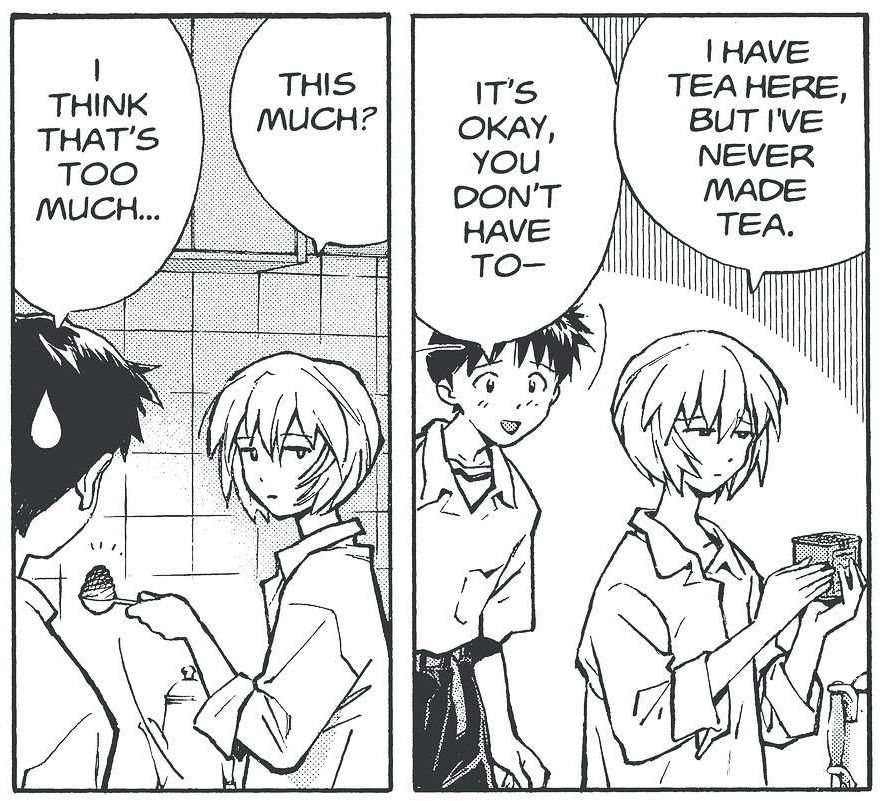 I HAVE
TEA HERE,
BUT I'VE
NEVER
MADE
TEA.
IT'S
OKAY,
YOU
DON'T
HAVE
TO—
THIS
MUCH?
I
THINK
THAT'S
TOO
MUCH...